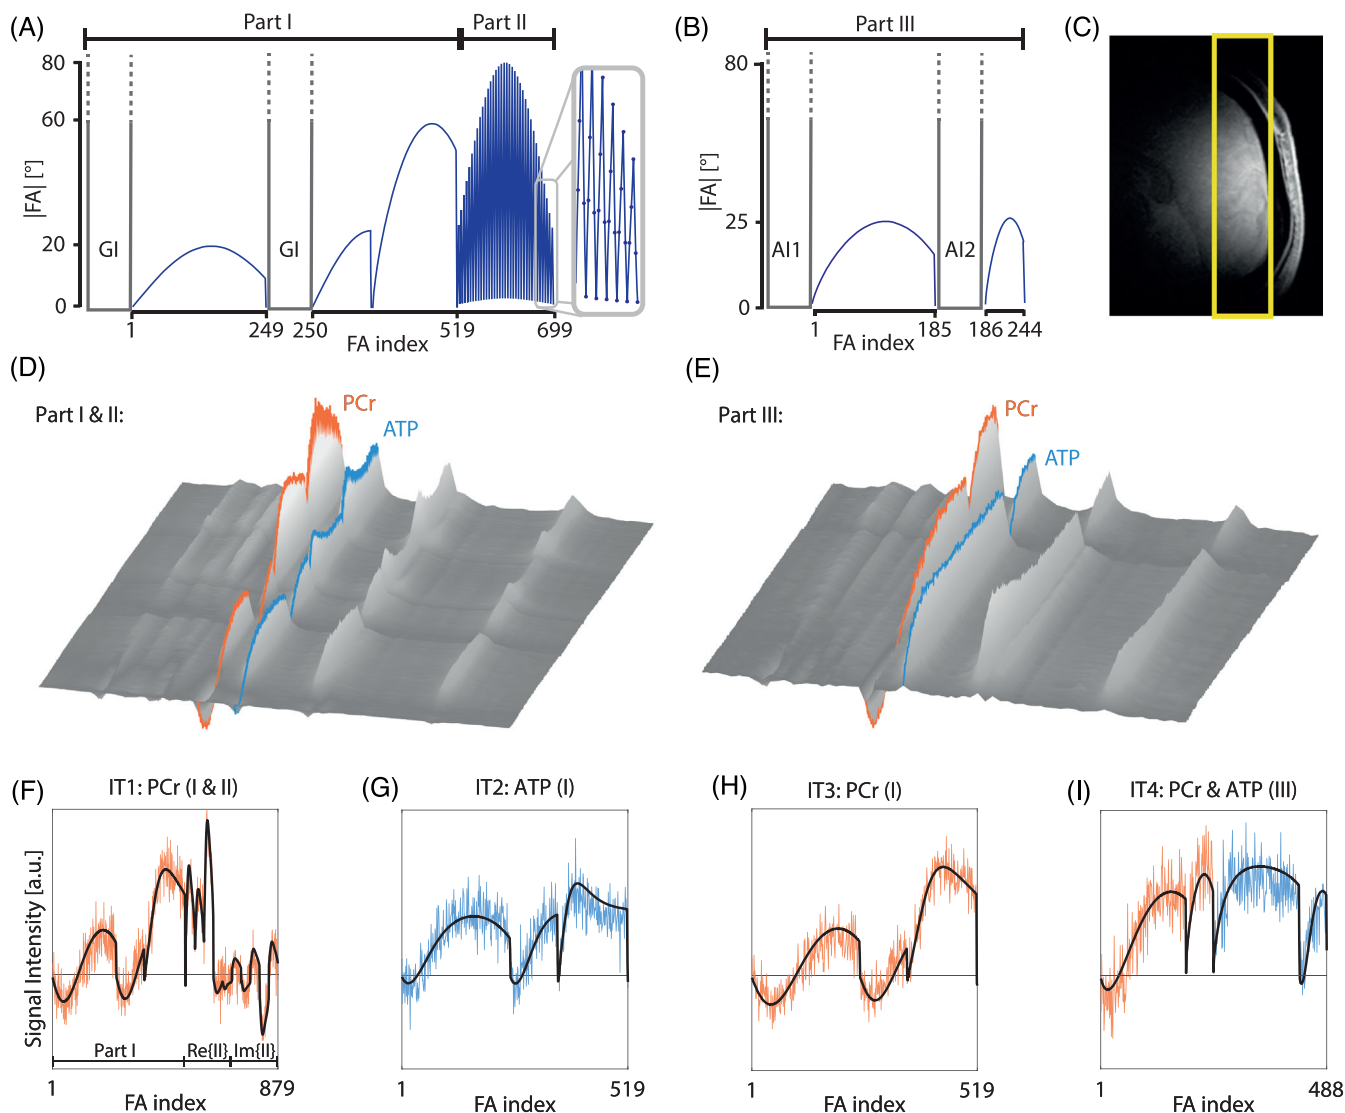 (A)
Part I
Part II
80
60
|FA| [°]
20
0
GI
GI
1
249
250
519
699
FA index
(B)
Part III
80
|FA| [°]
25
0
AI1
AI2
1
185
186
244
FA index
(C)
(D)
Part I & II:
PCr
ATP
(E)
Part III:
PCr
ATP
(F)
IT1: PCr (I & II)
Signal Intensity [a.u.]
Part I
Re{II}
Im{II}
1
879
FA index
(G)
IT2: ATP (I)
1
519
FA index
(H)
IT3: PCr (I)
1
519
FA index
(I)
IT4: PCr & ATP (III)
1
488
FA index